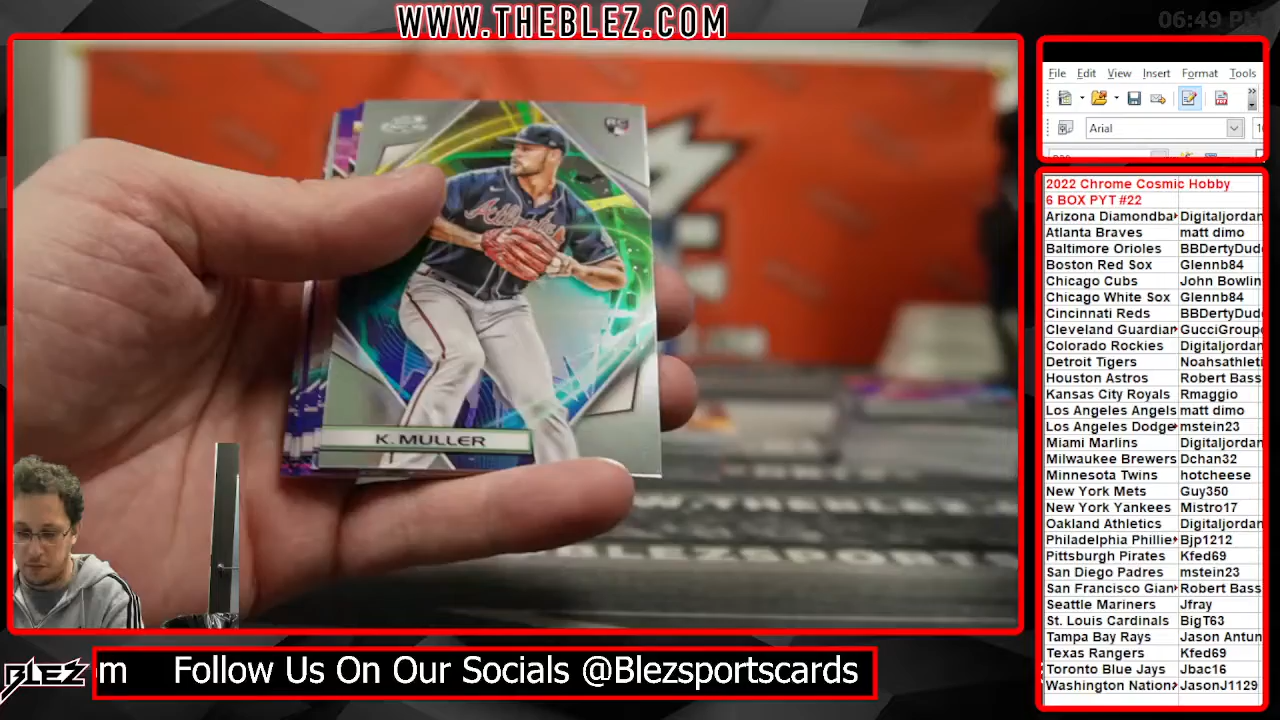 WWW.THEBLEZ.COM
06:49 PM
File Edit View Insert Format Tools
Arial
RC
Atlanta
K. MULLER
2022 Chrome Cosmic Hobby
6 BOX PYT #22
Arizona Diamondba Digitaljordan
Atlanta Braves matt dimo
Baltimore Orioles BBDertyDude
Boston Red Sox Glennb84
Chicago Cubs John Bowlin
Chicago White Sox Glennb84
Cincinnati Reds BBDertyDude
Cleveland Guardian GucciGroupe
Colorado Rockies Digitaljordan
Detroit Tigers Noahsathleti
Houston Astros Robert Bass
Kansas City Royals Rmaggio
Los Angeles Angels matt dimo
Los Angeles Dodge mstein23
Miami Marlins Digitaljordan
Milwaukee Brewers Dchan32
Minnesota Twins hotcheese
New York Mets Guy350
New York Yankees Mistro17
Oakland Athletics Digitaljordan
Philadelphia Phillie Bjp1212
Pittsburgh Pirates Kfed69
San Diego Padres mstein23
San Francisco Gian Robert Bass
Seattle Mariners Jfray
St. Louis Cardinals BigT63
Tampa Bay Rays Jason Antun
Texas Rangers Kfed69
Toronto Blue Jays Jbac16
Washington Nation JasonJ1129
BLEZ
m Follow Us On Our Socials @Blezsportscards